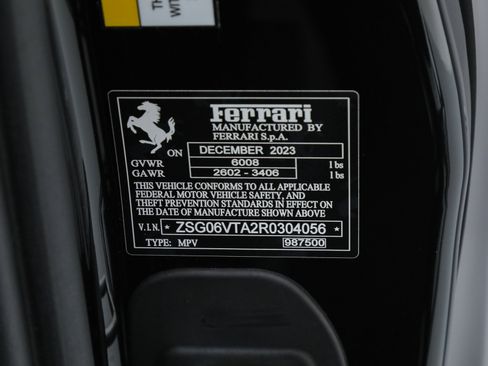 TH
WIT
Ferrari
MANUFACTURED BY
FERRARI S.p.A.
ON DECEMBER 2023
GVWR 6008 lbs
GAWR 2602 - 3406 lbs
THIS VEHICLE CONFORMS TO ALL APPLICABLE
FEDERAL MOTOR VEHICLE SAFETY, AND
THEFT PREVENTION STANDARDS IN EFFECT ON
THE DATE OF MANUFACTURE SHOWN ABOVE
V.I.N. * ZSG06VTA2R0304056 *
TYPE: MPV 987500